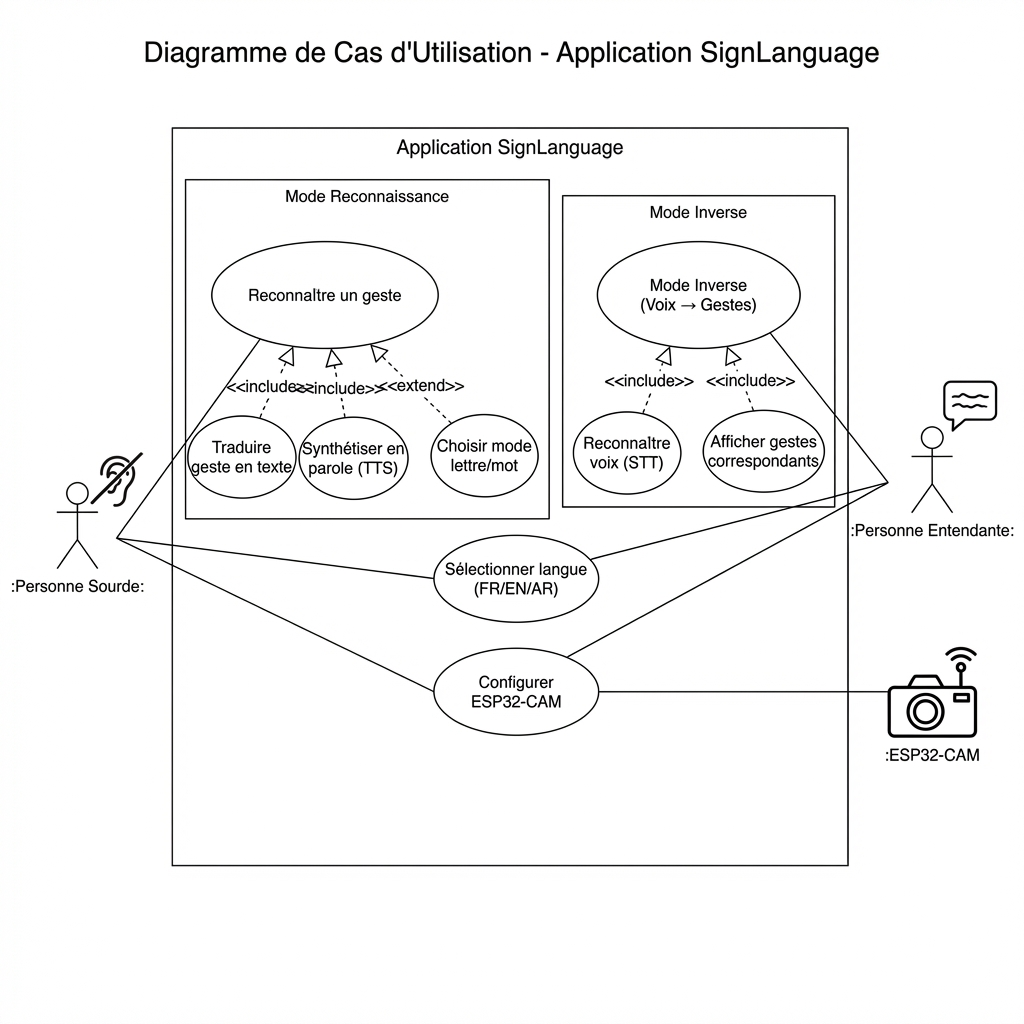 Diagramme de Cas d'Utilisation - Application SignLanguage
Application SignLanguage
Mode Reconnaissance
Reconnaître un geste
<<include>>
<<include>>
<<extend>>
Traduire
geste en texte
Synthétiser en
parole (TTS)
Choisir mode
lettre/mot
Mode Inverse
Mode Inverse
(Voix → Gestes)
<<include>>
<<include>>
Reconnaître
voix (STT)
Afficher gestes
correspondants
:Personne Sourde:
:Personne Entendante:
Sélectionner langue
(FR/EN/AR)
Configurer
ESP32-CAM
:ESP32-CAM